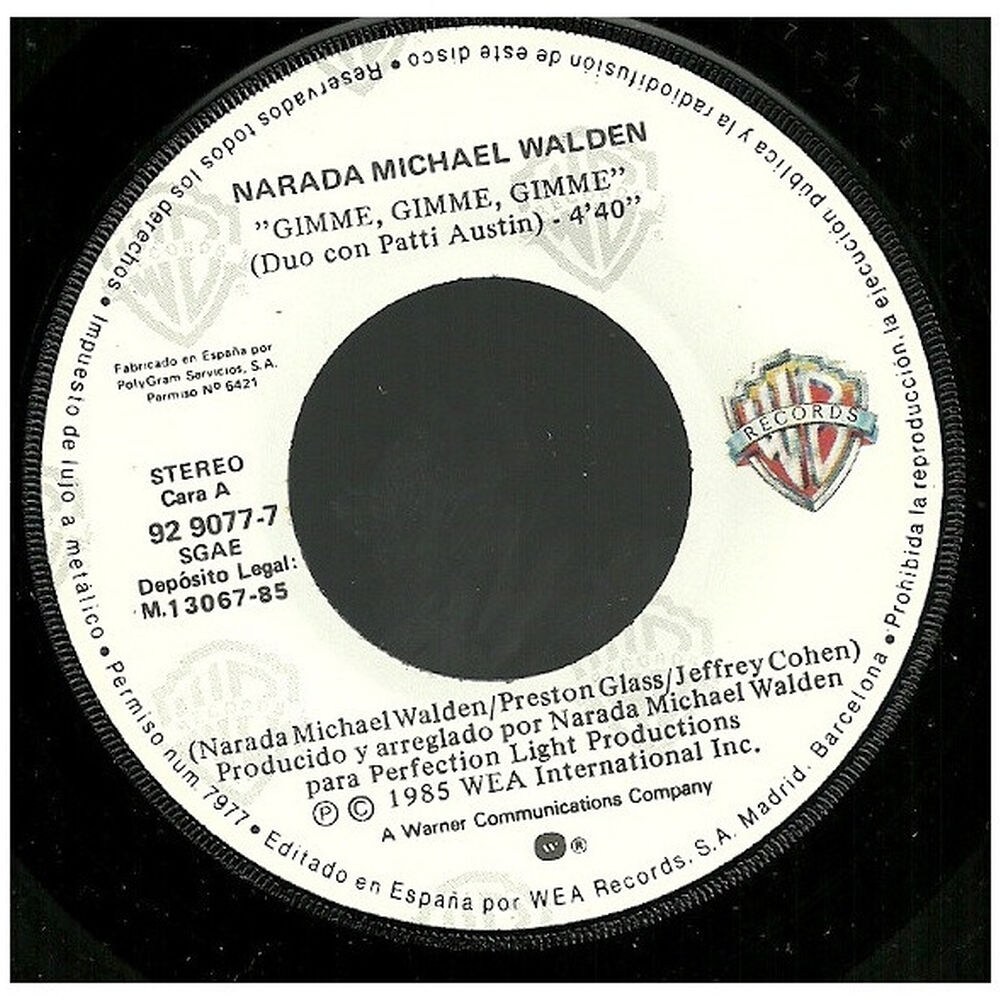 NARADA MICHAEL WALDEN
”GIMME, GIMME, GIMME”
(Duo con Patti Austin) - 4’40”
Fabricado en España por
PolyGram Servicios, S.A.
Permiso Nº 6421
STEREO
Cara A
92 9077-7
SGAE
Depósito Legal:
M.13067-85
WB
RECORDS
(Narada Michael Walden/Preston Glass/Jeffrey Cohen)
Producido y arreglado por Narada Michael Walden
para Perfection Light Productions
Ⓟ © 1985 WEA International Inc.
A Warner Communications Company
w ®
Prohibida la reproducción, la ejecución pública y la radiodifusión de este disco • Reservados todos los derechos • Impuesto de lujo a metálico • Permiso num. 7977 • Editado en España por WEA Records, S.A. Madrid. Barcelona •